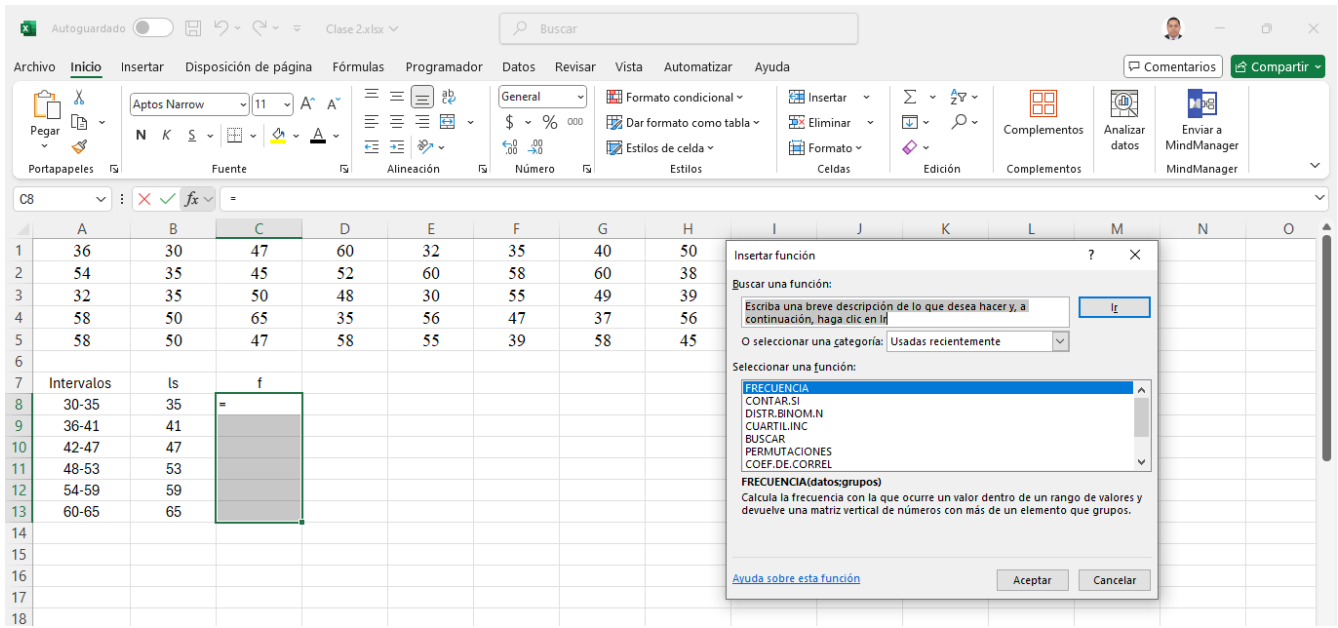 Autoguardado Clase 2.xlsx Buscar
Archivo Inicio Insertar Disposición de página Fórmulas Programador Datos Revisar Vista Automatizar Ayuda Comentarios Compartir
Pegar
Portapapeles
Aptos Narrow 11 A^ A˅
N K S A
Fuente
ab
Alineación
General
$ % 000
Número
Formato condicional
Dar formato como tabla
Estilos de celda
Estilos
Insertar
Eliminar
Formato
Celdas
Edición
Complementos
Complementos
Analizar
datos
Enviar a
MindManager
MindManager
C8 fx =
A B C D E F G H I J K L M N O
1 36 30 47 60 32 35 40 50
2 54 35 45 52 60 58 60 38
3 32 35 50 48 30 55 49 39
4 58 50 65 35 56 47 37 56
5 58 50 47 58 55 39 58 45
6
7 Intervalos ls f
8 30-35 35 =
9 36-41 41
10 42-47 47
11 48-53 53
12 54-59 59
13 60-65 65
14
15
16
17
18
Insertar función ? ×
Buscar una función:
Escriba una breve descripción de lo que desea hacer y, a
continuación, haga clic en Ir
Ir
O seleccionar una categoría: Usadas recientemente
Seleccionar una función:
FRECUENCIA
CONTAR.SI
DISTR.BINOM.N
CUARTIL.INC
BUSCAR
PERMUTACIONES
COEF.DE.CORREL
FRECUENCIA(datos;grupos)
Calcula la frecuencia con la que ocurre un valor dentro de un rango de valores y
devuelve una matriz vertical de números con más de un elemento que grupos.
Ayuda sobre esta función Aceptar Cancelar